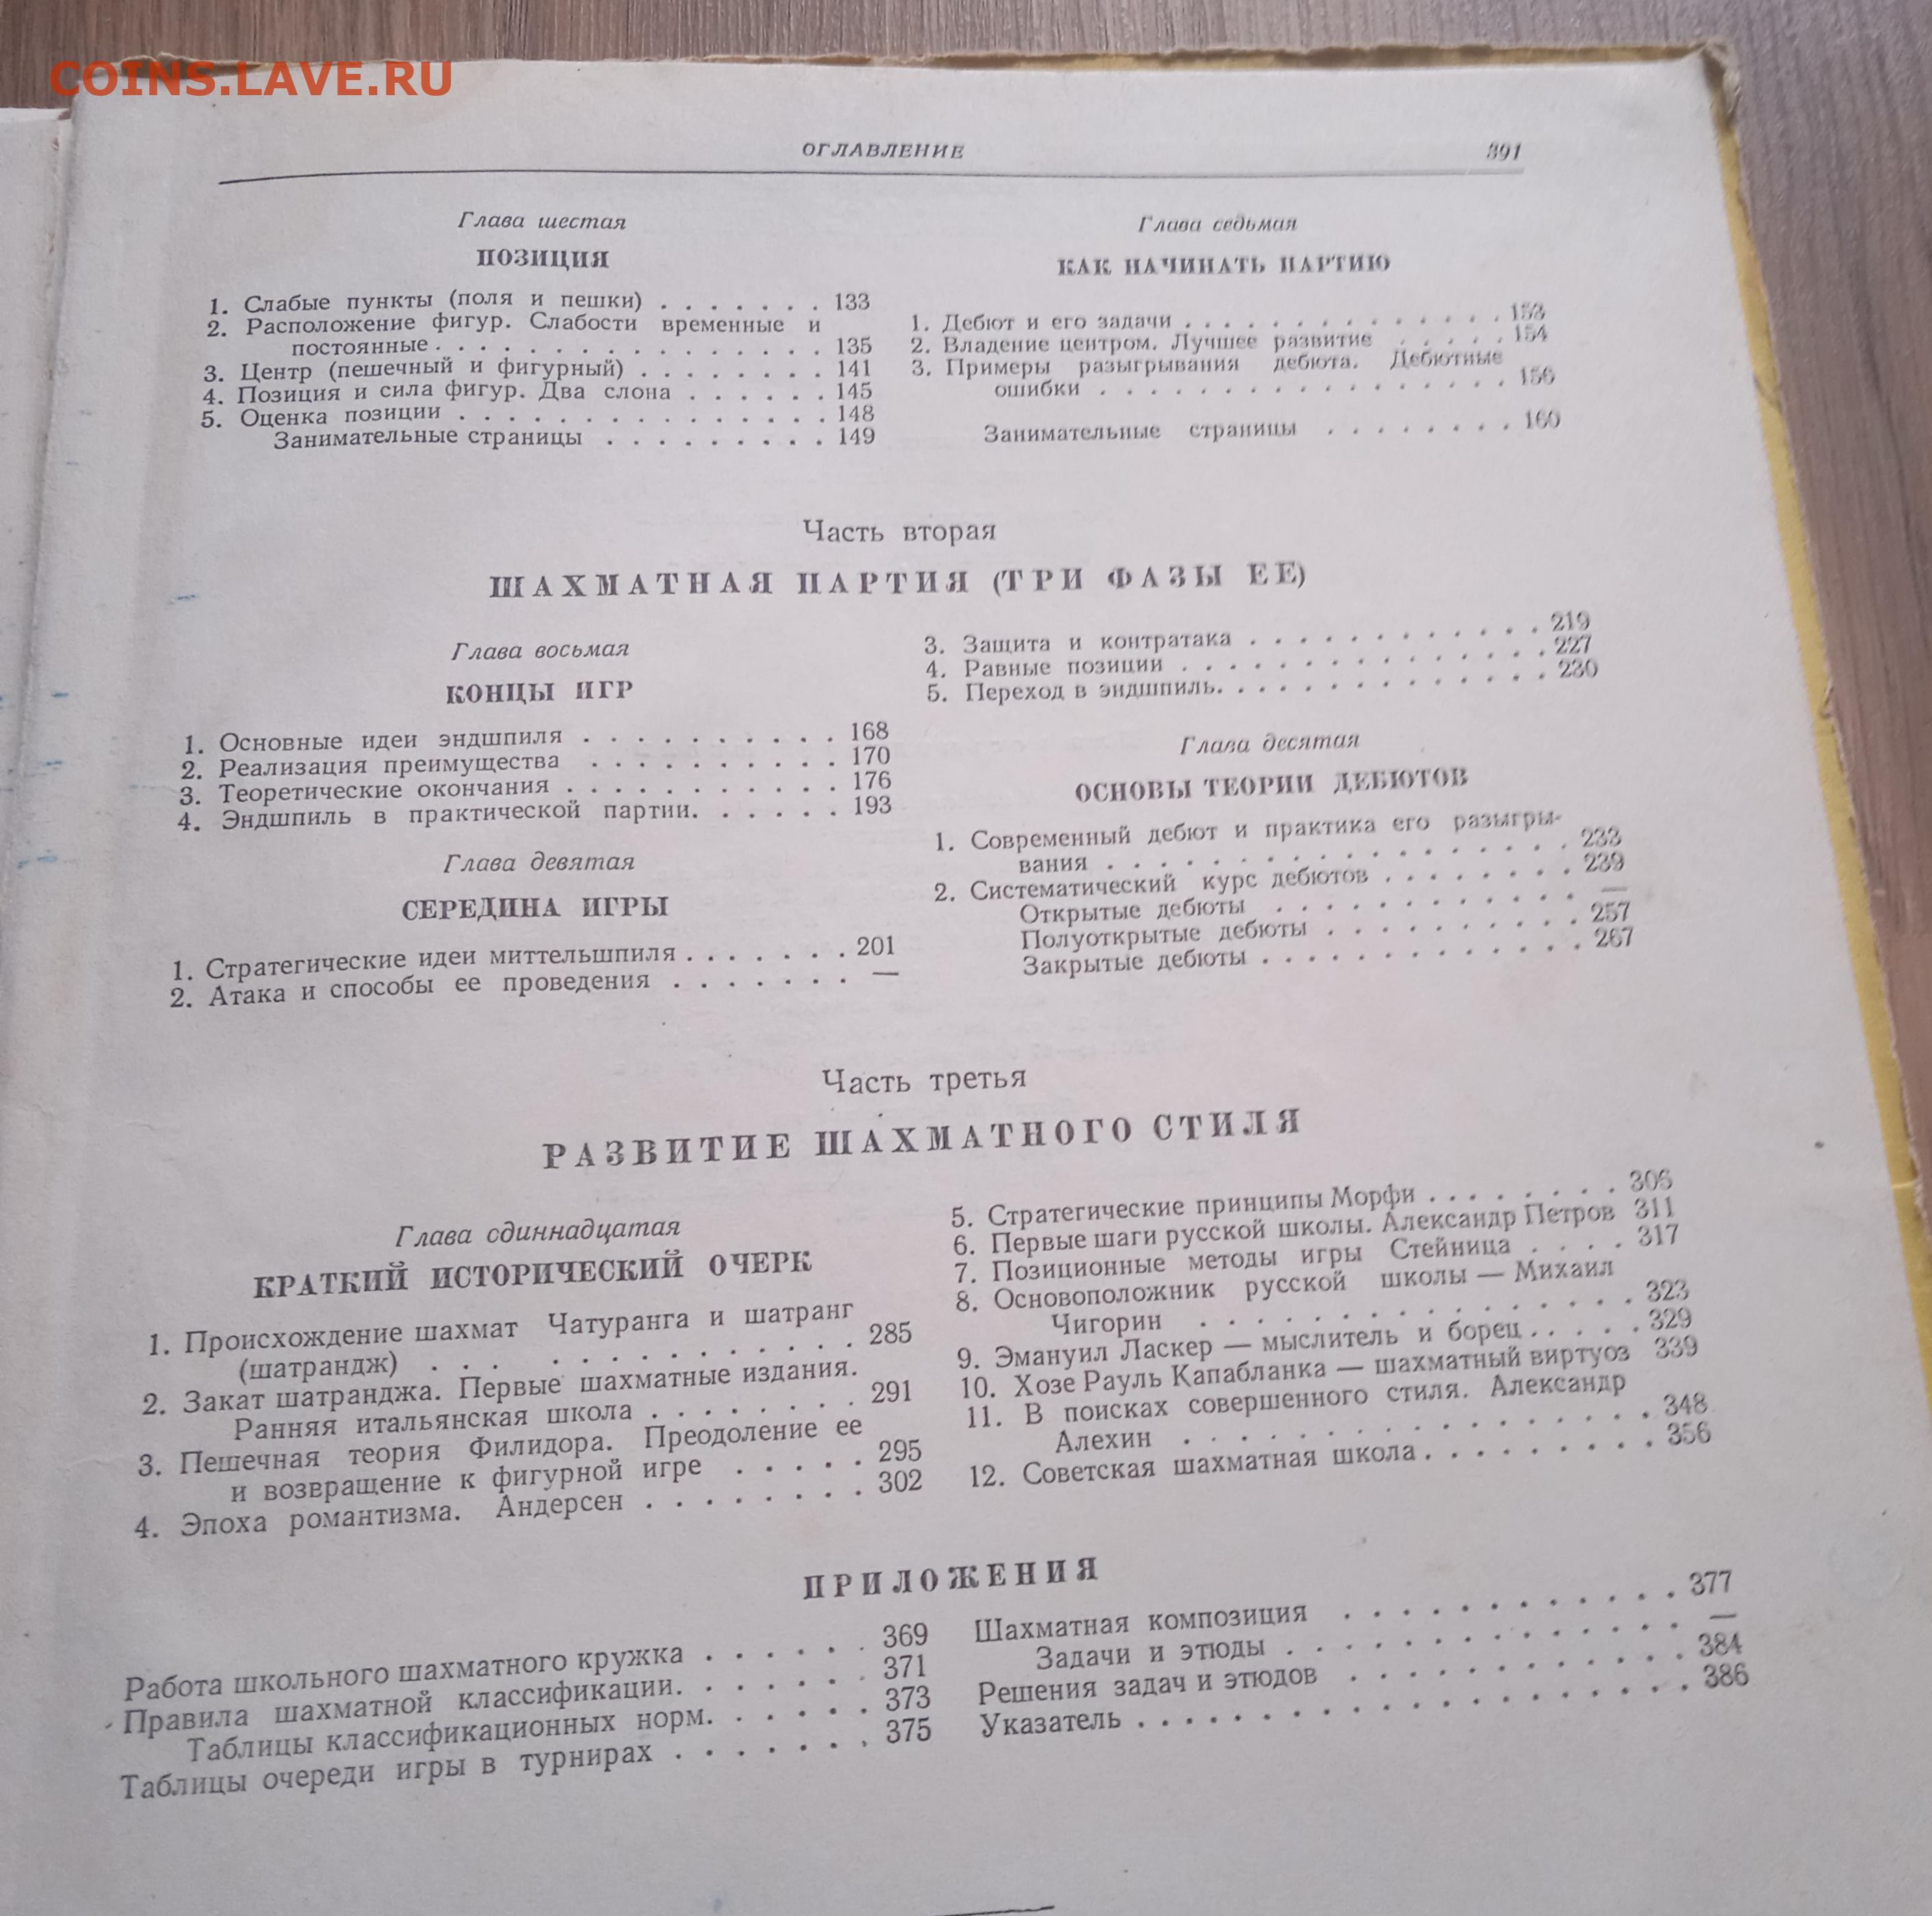 COINS.LAVE.RU
ОГЛАВЛЕНИЕ 391
Глава шестая
ПОЗИЦИЯ
1. Слабые пункты (поля и пешки) . . . . . . . 133
2. Расположение фигур. Слабости временные и
постоянные . . . . . . . . . . . . . . . 135
3. Центр (пешечный и фигурный) . . . . . . . . 141
4. Позиция и сила фигур. Два слона . . . . . . 145
5. Оценка позиции . . . . . . . . . . . . . . 148
Занимательные страницы . . . . . . . . . 149
Глава седьмая
КАК НАЧИНАТЬ ПАРТИЮ
1. Дебют и его задачи . . . . . . . . . . . . . 153
2. Владение центром. Лучшее развитие . . . . . 154
3. Примеры разыгрывания дебюта. Дебютные
ошибки . . . . . . . . . . . . . . . . . 156
Занимательные страницы . . . . . . . . 160
Часть вторая
ШАХМАТНАЯ ПАРТИЯ (ТРИ ФАЗЫ ЕЕ)
Глава восьмая
КОНЦЫ ИГР
1. Основные идеи эндшпиля . . . . . . . . . . 168
2. Реализация преимущества . . . . . . . . . . 170
3. Теоретические окончания . . . . . . . . . . . 176
4. Эндшпиль в практической партии. . . . . . 193
Глава девятая
СЕРЕДИНА ИГРЫ
1. Стратегические идеи миттельшпиля . . . . . . . 201
2. Атака и способы ее проведения . . . . . . . —
3. Защита и контратака . . . . . . . . . . . . 219
4. Равные позиции . . . . . . . . . . . . . . 227
5. Переход в эндшпиль. . . . . . . . . . . . . 230
Глава десятая
ОСНОВЫ ТЕОРИИ ДЕБЮТОВ
1. Современный дебют и практика его разыгры-
вания . . . . . . . . . . . . . . . . . . 233
2. Систематический курс дебютов . . . . . . . . 239
Открытые дебюты . . . . . . . . . . . . —
Полуоткрытые дебюты . . . . . . . . . . 257
Закрытые дебюты . . . . . . . . . . . . . 267
Часть третья
РАЗВИТИЕ ШАХМАТНОГО СТИЛЯ
Глава одиннадцатая
КРАТКИЙ ИСТОРИЧЕСКИЙ ОЧЕРК
1. Происхождение шахмат Чатуранга и шатранг
(шатрандж) . . . . . . . . . . . . . 285
2. Закат шатранджа. Первые шахматные издания.
Ранняя итальянская школа . . . . . . . . 291
3. Пешечная теория Филидора. Преодоление ее
и возвращение к фигурной игре . . . . . 295
4. Эпоха романтизма. Андерсен . . . . . . . . 302
5. Стратегические принципы Морфи . . . . . . . . 306
6. Первые шаги русской школы. Александр Петров 311
7. Позиционные методы игры Стейница . . . . 317
8. Основоположник русской школы — Михаил
Чигорин . . . . . . . . . . . . . . . 323
9. Эмануил Ласкер — мыслитель и борец . . . . . 329
10. Хозе Рауль Капабланка — шахматный виртуоз 339
11. В поисках совершенного стиля. Александр
Алехин . . . . . . . . . . . . . . . . . 348
12. Советская шахматная школа . . . . . . . . . 356
ПРИЛОЖЕНИЯ
Работа школьного шахматного кружка . . . . . . 369
Правила шахматной классификации. . . . . . . 371
Таблицы классификационных норм. . . . . . 373
Таблицы очереди игры в турнирах . . . . . . . 375
Шахматная композиция . . . . . . . . . . . . 377
Задачи и этюды . . . . . . . . . . . . . —
Решения задач и этюдов . . . . . . . . . . . . 384
Указатель . . . . . . . . . . . . . . . . . . 386